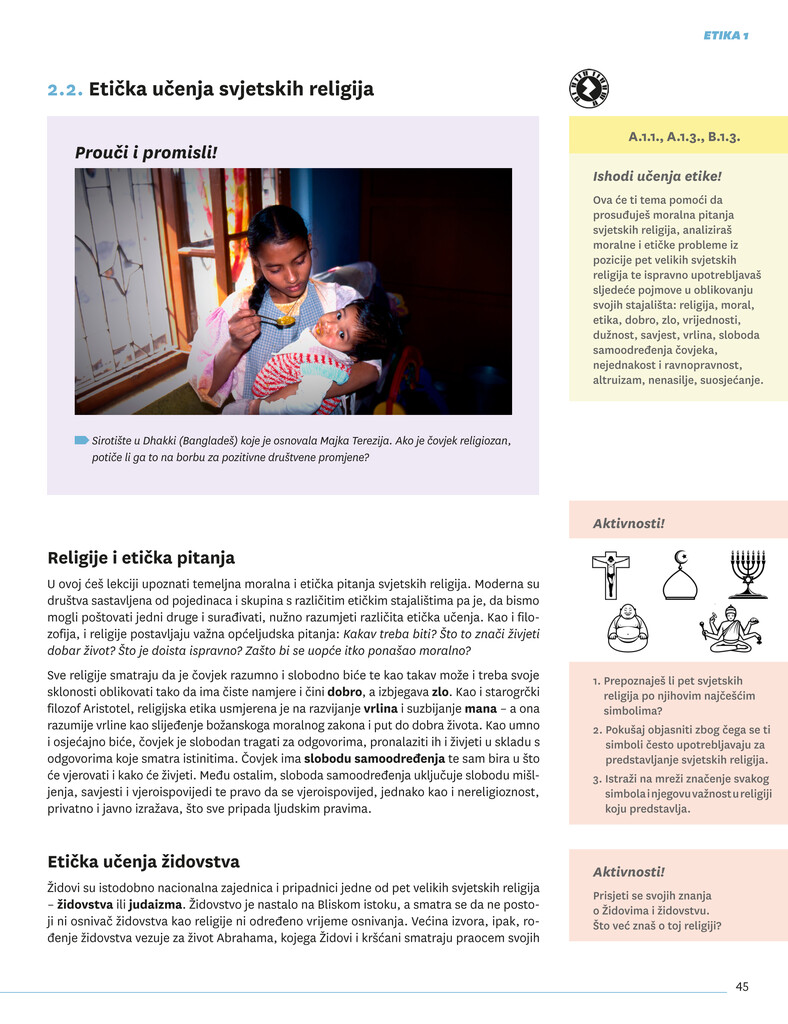 ETIKA 1
2.2. Etička učenja svjetskih religija
Prouči i promisli!
Sirotište u Dhakki (Bangladeš) koje je osnovala Majka Terezija. Ako je čovjek religiozan,
potiče li ga to na borbu za pozitivne društvene promjene?
Religije i etička pitanja
U ovoj ćeš lekciji upoznati temeljna moralna i etička pitanja svjetskih religija. Moderna su
društva sastavljena od pojedinaca i skupina s različitim etičkim stajalištima pa je, da bismo
mogli poštovati jedni druge i surađivati, nužno razumjeti različita etička učenja. Kao i filo-
zofija, i religije postavljaju važna općeljudska pitanja: Kakav treba biti? Što to znači živjeti
dobar život? Što je doista ispravno? Zašto bi se uopće itko ponašao moralno?
Sve religije smatraju da je čovjek razumno i slobodno biće te kao takav može i treba svoje
sklonosti oblikovati tako da ima čiste namjere i čini dobro, a izbjegava zlo. Kao i starogrčki
filozof Aristotel, religijska etika usmjerena je na razvijanje vrlina i suzbijanje mana – a ona
razumije vrline kao slijeđenje božanskoga moralnog zakona i put do dobra života. Kao umno
i osjećajno biće, čovjek je slobodan tragati za odgovorima, pronalaziti ih i živjeti u skladu s
odgovorima koje smatra istinitima. Čovjek ima slobodu samoodređenja te sam bira u što
će vjerovati i kako će živjeti. Među ostalim, sloboda samoodređenja uključuje slobodu miš-
ljenja, savjesti i vjeroispovijedi te pravo da se vjeroispovijed, jednako kao i nereligioznost,
privatno i javno izražava, što sve pripada ljudskim pravima.
Etička učenja židovstva
Židovi su istodobno nacionalna zajednica i pripadnici jedne od pet velikih svjetskih religija
– židovstva ili judaizma. Židovstvo je nastalo na Bliskom istoku, a smatra se da ne posto-
ji ni osnivač židovstva kao religije ni određeno vrijeme osnivanja. Većina izvora, ipak, ro-
đenje židovstva vezuje za život Abrahama, kojega Židovi i kršćani smatraju praocem svojih
A.1.1., A.1.3., B.1.3.
Ishodi učenja etike!
Ova će ti tema pomoći da
prosuđuješ moralna pitanja
svjetskih religija, analiziraš
moralne i etičke probleme iz
pozicije pet velikih svjetskih
religija te ispravno upotrebljavaš
sljedeće pojmove u oblikovanju
svojih stajališta: religija, moral,
etika, dobro, zlo, vrijednosti,
dužnost, savjest, vrlina, sloboda
samoodređenja čovjeka,
nejednakost i ravnopravnost,
altruizam, nenasilje, suosjećanje.
Aktivnosti!
1. Prepoznaješ li pet svjetskih
religija po njihovim najčešćim
simbolima?
2. Pokušaj objasniti zbog čega se ti
simboli često upotrebljavaju za
predstavljanje svjetskih religija.
3. Istraži na mreži značenje svakog
simbola i njegovu važnost u religiji
koju predstavlja.
Aktivnosti!
Prisjeti se svojih znanja
o Židovima i židovstvu.
Što već znaš o toj religiji?
45